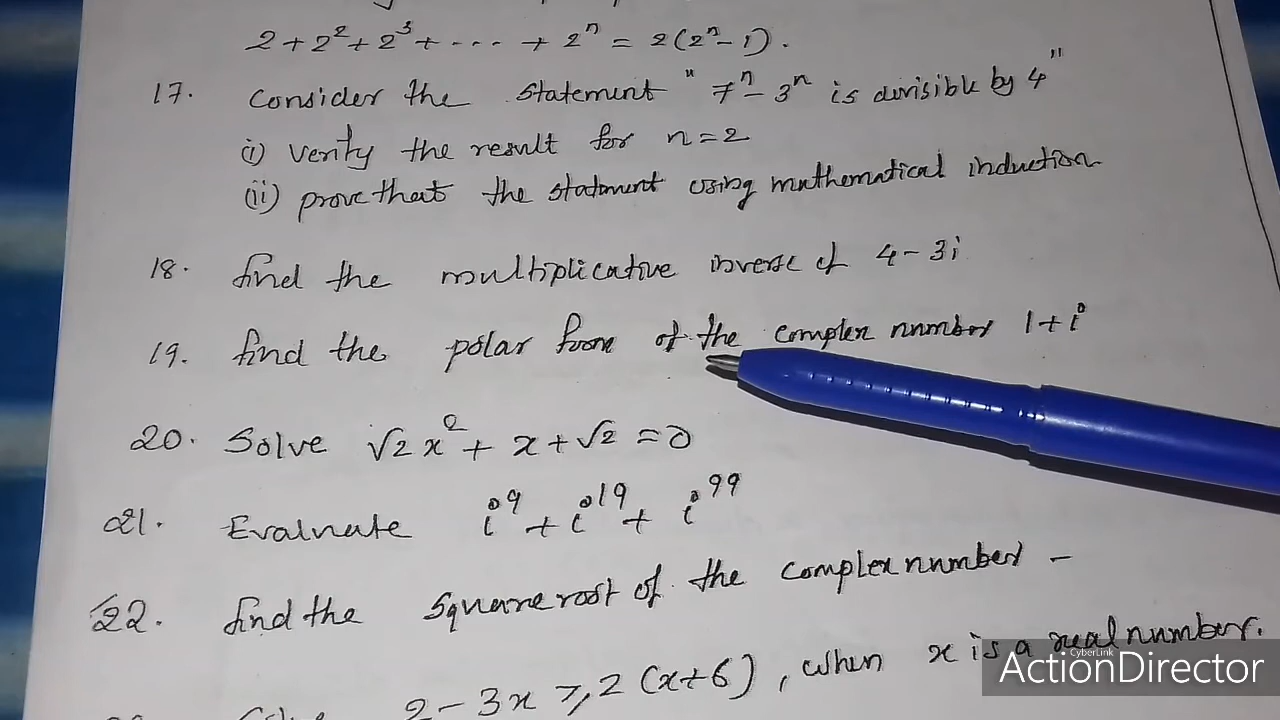 2 + 2² + 2³ + ---- + 2ⁿ = 2(2ⁿ-1).
17. Consider the statement "7ⁿ - 3ⁿ is divisible by 4"
(i) Verify the result for n = 2
(ii) prove that the statement using mathematical induction
18. find the multiplicative inverse of 4 - 3i
19. find the polar form of the complex number 1 + i
20. Solve √2 x² + x + √2 = 0
21. Evaluate i⁹ + i¹⁹ + i⁹⁹
22. find the square root of the complex number -
2 - 3x ≥ 2(x+6), when x is a real number.
CyberLink
ActionDirector